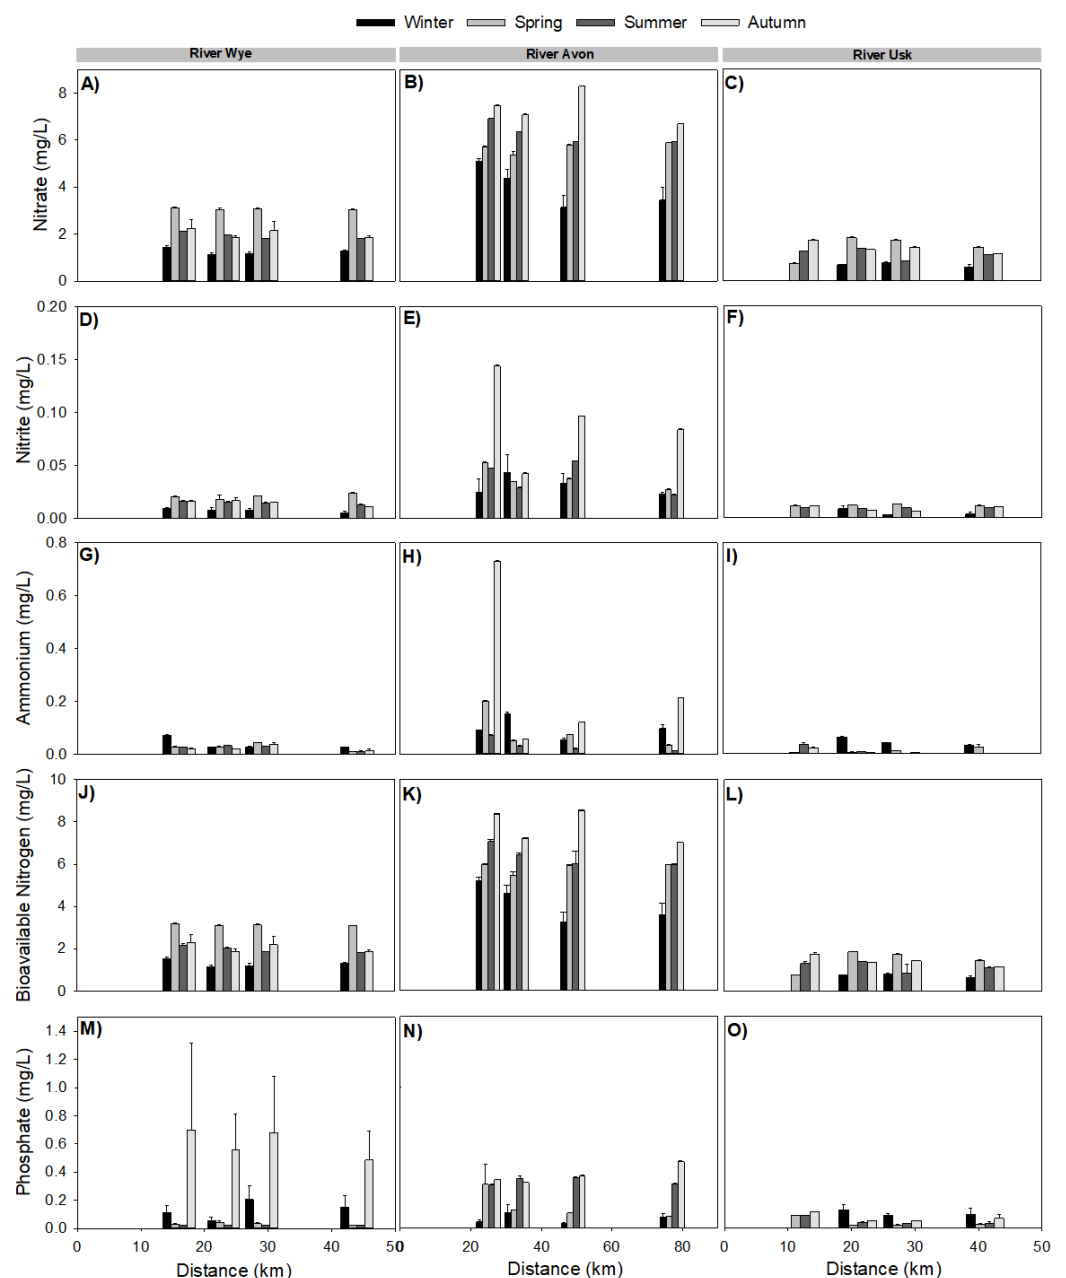 Winter Spring Summer Autumn
River Wye River Avon River Usk
A) B) C)
Nitrate (mg/L)
8
6
4
2
0
D) E) F)
Nitrite (mg/L)
0.20
0.15
0.10
0.05
0.00
G) H) I)
Ammonium (mg/L)
0.8
0.6
0.4
0.2
0.0
J) K) L)
Bioavailable Nitrogen (mg/L)
10
8
6
4
2
0
M) N) O)
Phosphate (mg/L)
1.4
1.2
1.0
0.8
0.6
0.4
0.2
0.0
0 10 20 30 40 50 0 20 40 60 80 0 10 20 30 40 50
Distance (km) Distance (km) Distance (km)